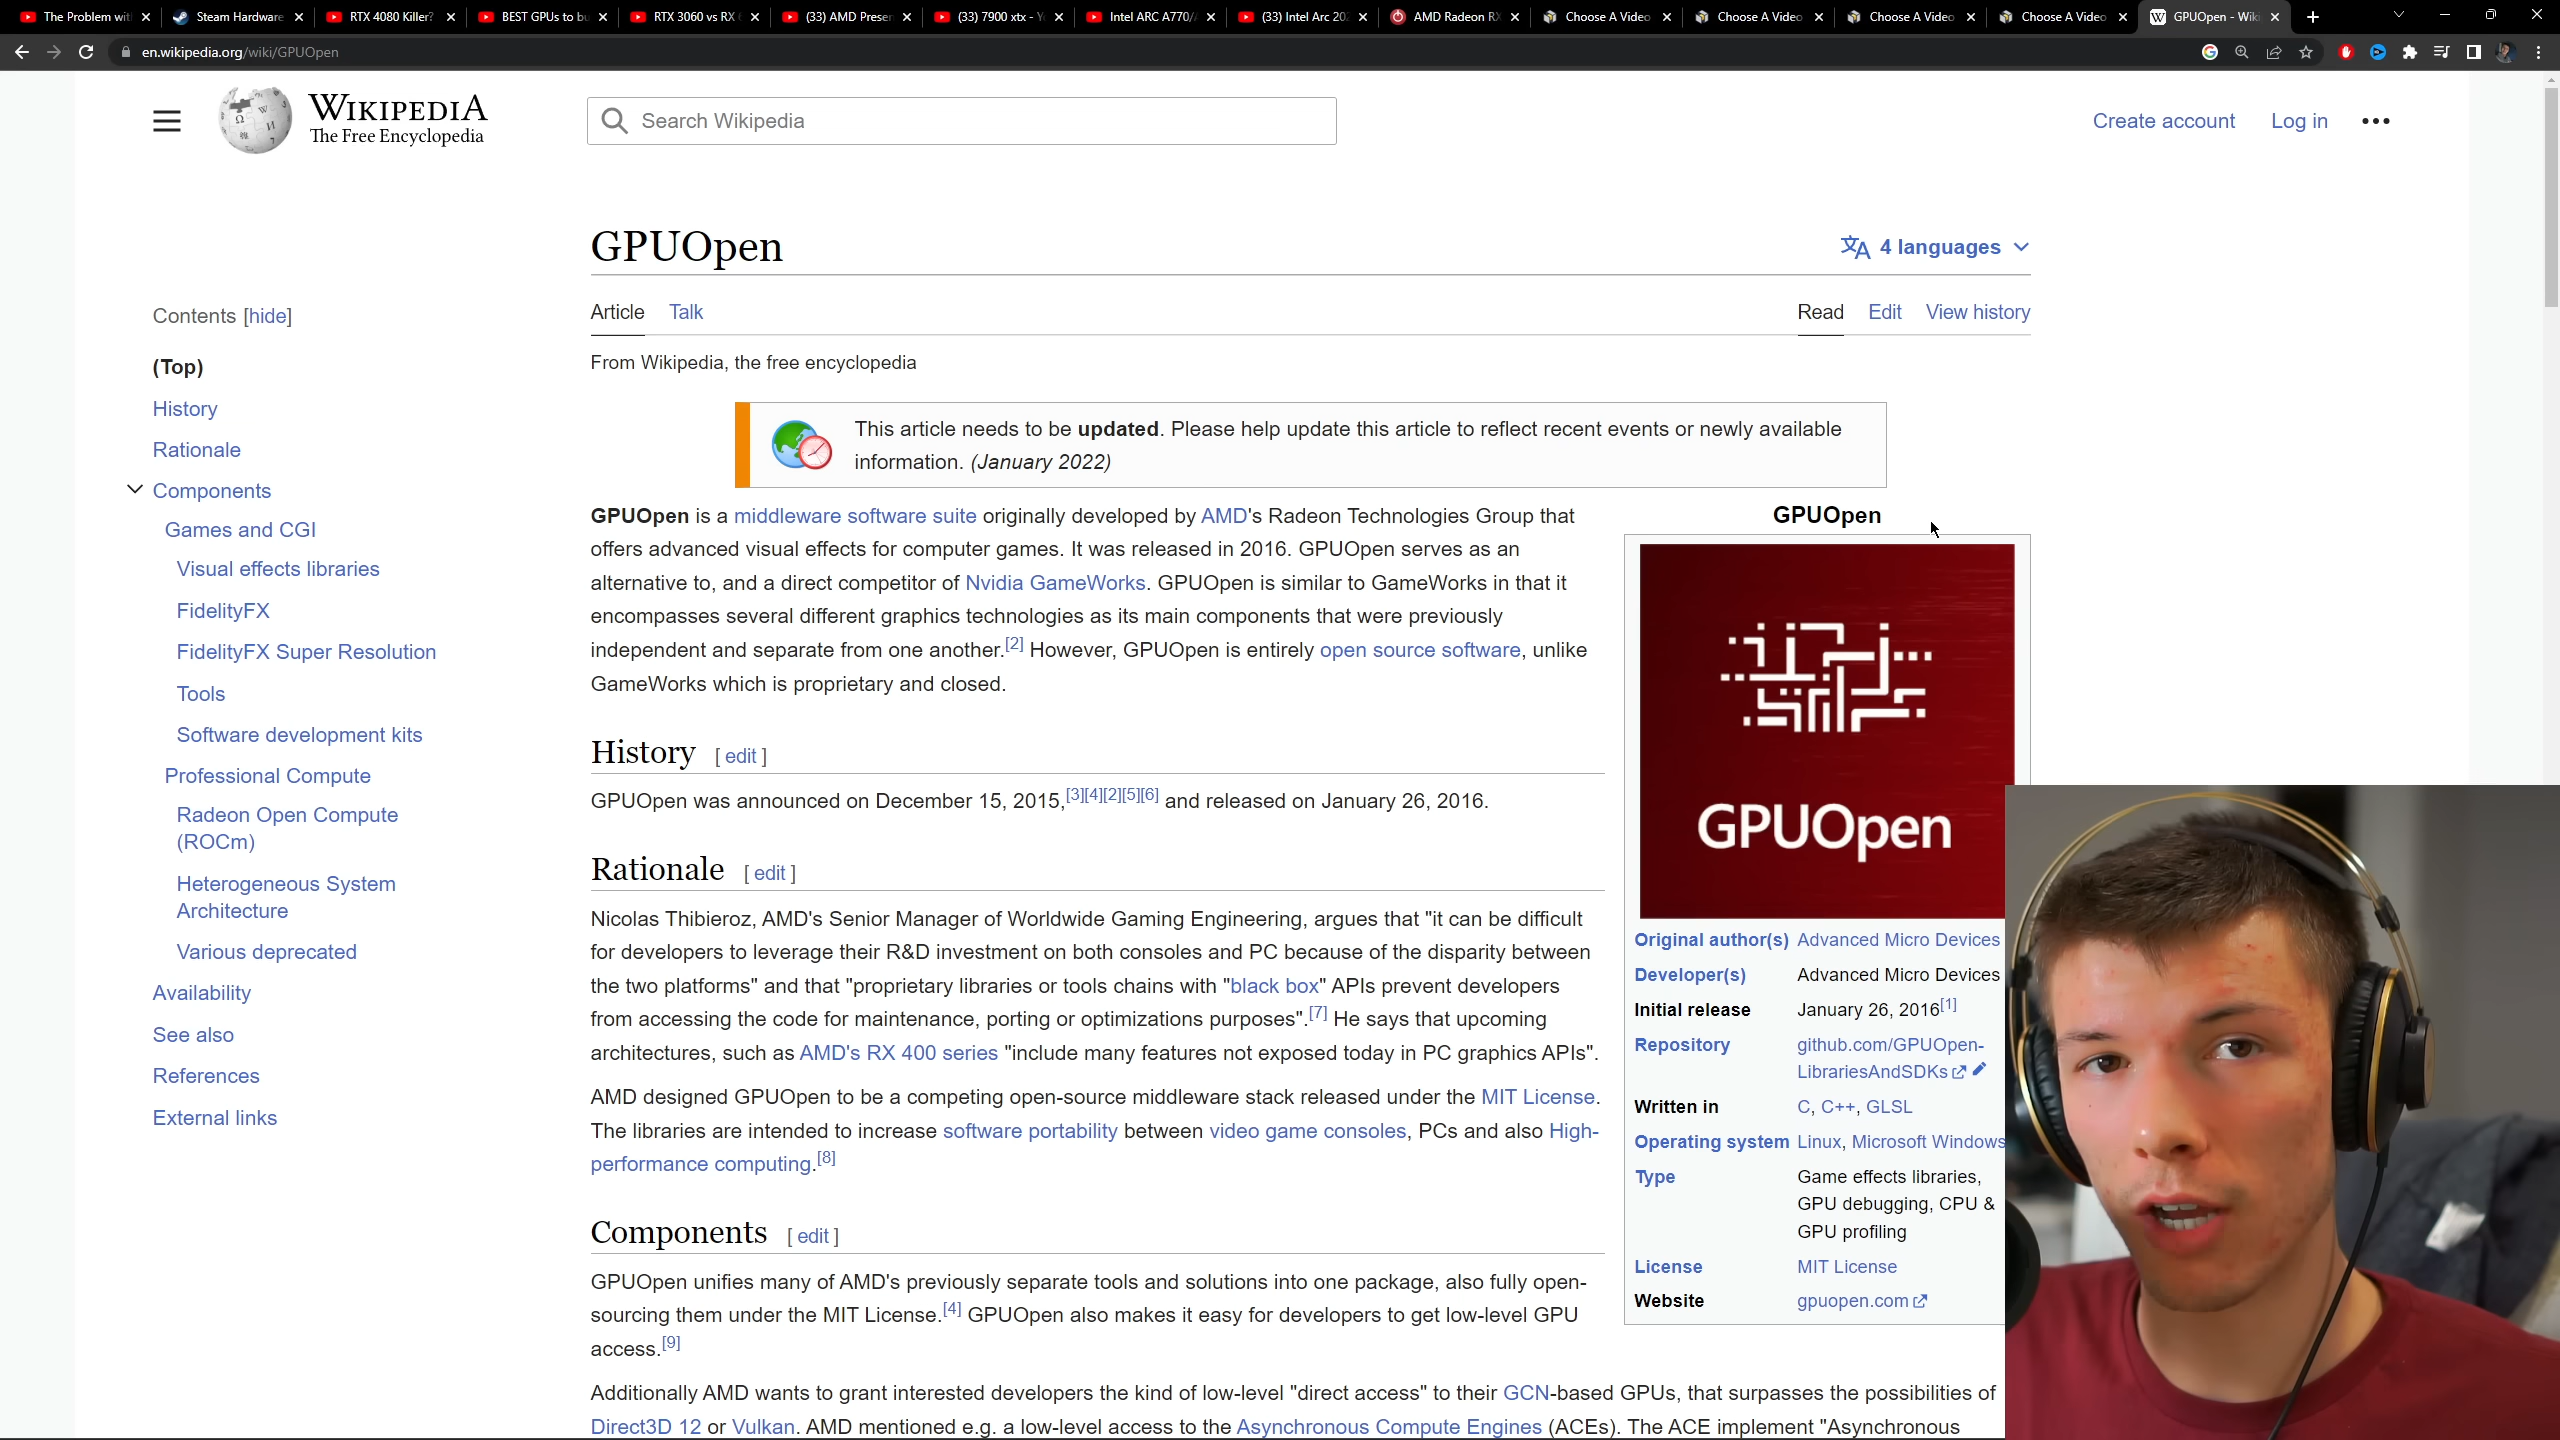 The Problem wit
Steam Hardware
RTX 4080 Killer?
BEST GPUs to bu
RTX 3060 vs RX
(33) AMD Presen
(33) 7900 xtx - Y
Intel ARC A770/
(33) Intel Arc 20
AMD Radeon RX
Choose A Video
Choose A Video
Choose A Video
Choose A Video
GPUOpen - Wiki
en.wikipedia.org/wiki/GPUOpen
WIKIPEDIA
The Free Encyclopedia
Search Wikipedia
Create account
Log in
GPUOpen
4 languages
Contents [hide]
(Top)
History
Rationale
Components
Games and CGI
Visual effects libraries
FidelityFX
FidelityFX Super Resolution
Tools
Software development kits
Professional Compute
Radeon Open Compute
(ROCm)
Heterogeneous System
Architecture
Various deprecated
Availability
See also
References
External links
Article
Talk
Read
Edit
View history
From Wikipedia, the free encyclopedia
This article needs to be updated. Please help update this article to reflect recent events or newly available
information. (January 2022)
GPUOpen is a middleware software suite originally developed by AMD's Radeon Technologies Group that
offers advanced visual effects for computer games. It was released in 2016. GPUOpen serves as an
alternative to, and a direct competitor of Nvidia GameWorks. GPUOpen is similar to GameWorks in that it
encompasses several different graphics technologies as its main components that were previously
independent and separate from one another.[2] However, GPUOpen is entirely open source software, unlike
GameWorks which is proprietary and closed.
History [ edit ]
GPUOpen was announced on December 15, 2015,[3][4][2][5][6] and released on January 26, 2016.
Rationale [ edit ]
Nicolas Thibieroz, AMD's Senior Manager of Worldwide Gaming Engineering, argues that "it can be difficult
for developers to leverage their R&D investment on both consoles and PC because of the disparity between
the two platforms" and that "proprietary libraries or tools chains with "black box" APIs prevent developers
from accessing the code for maintenance, porting or optimizations purposes".[7] He says that upcoming
architectures, such as AMD's RX 400 series "include many features not exposed today in PC graphics APIs".
AMD designed GPUOpen to be a competing open-source middleware stack released under the MIT License.
The libraries are intended to increase software portability between video game consoles, PCs and also High-
performance computing.[8]
Components [ edit ]
GPUOpen unifies many of AMD's previously separate tools and solutions into one package, also fully open-
sourcing them under the MIT License.[4] GPUOpen also makes it easy for developers to get low-level GPU
access.[9]
Additionally AMD wants to grant interested developers the kind of low-level "direct access" to their GCN-based GPUs, that surpasses the possibilities of
Direct3D 12 or Vulkan. AMD mentioned e.g. a low-level access to the Asynchronous Compute Engines (ACEs). The ACE implement "Asynchronous
GPUOpen
GPUOpen
Original author(s) Advanced Micro Devices
Developer(s) Advanced Micro Devices
Initial release January 26, 2016[1]
Repository github.com/GPUOpen-
LibrariesAndSDKs
Written in C, C++, GLSL
Operating system Linux, Microsoft Windows
Type Game effects libraries,
GPU debugging, CPU &
GPU profiling
License MIT License
Website gpuopen.com